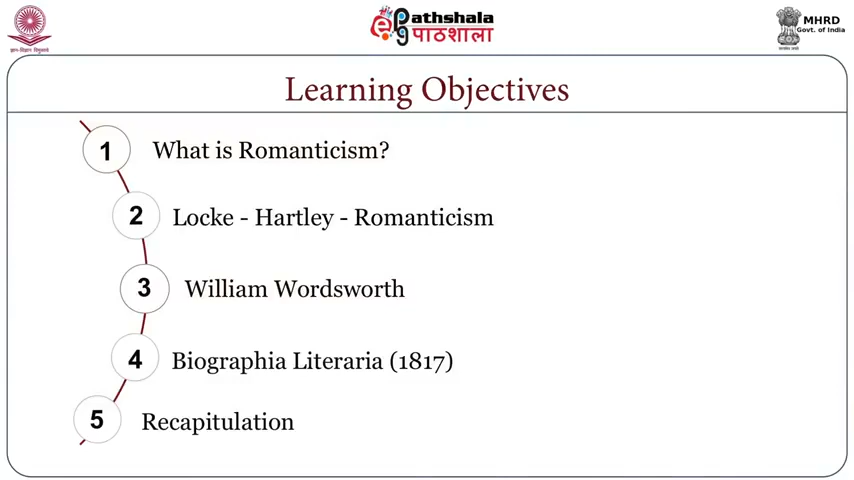 ePathshala
पाठशाला
MHRD
Govt. of India
Learning Objectives
1 What is Romanticism?
2 Locke - Hartley - Romanticism
3 William Wordsworth
4 Biographia Literaria (1817)
5 Recapitulation